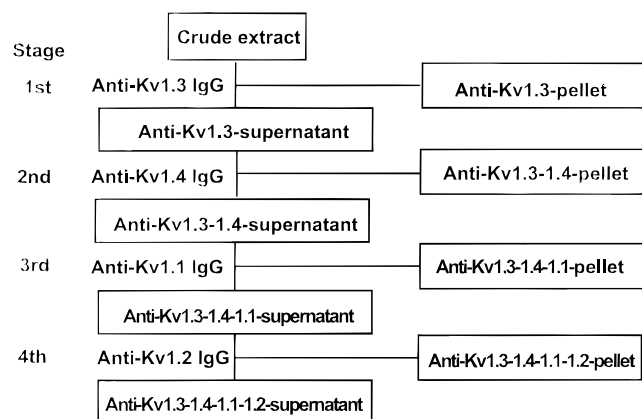 Crude extract
Stage
1st Anti-Kv1.3 IgG Anti-Kv1.3-pellet
Anti-Kv1.3-supernatant
2nd Anti-Kv1.4 IgG Anti-Kv1.3-1.4-pellet
Anti-Kv1.3-1.4-supernatant
3rd Anti-Kv1.1 IgG Anti-Kv1.3-1.4-1.1-pellet
Anti-Kv1.3-1.4-1.1-supernatant
4th Anti-Kv1.2 IgG Anti-Kv1.3-1.4-1.1-1.2-pellet
Anti-Kv1.3-1.4-1.1-1.2-supernatant